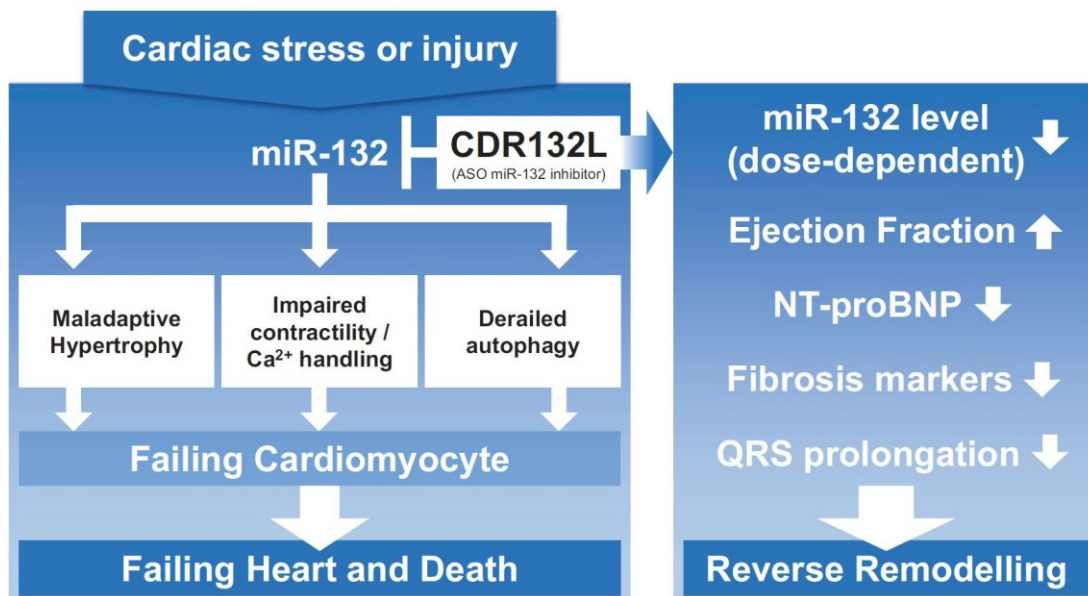 Cardiac stress or injury
miR-132
CDR132L
(ASO miR-132 inhibitor)
Maladaptive
Hypertrophy
Impaired
contractility /
Ca²⁺ handling
Derailed
autophagy
Failing Cardiomyocyte
Failing Heart and Death
miR-132 level
(dose-dependent)
Ejection Fraction
NT-proBNP
Fibrosis markers
QRS prolongation
Reverse Remodelling